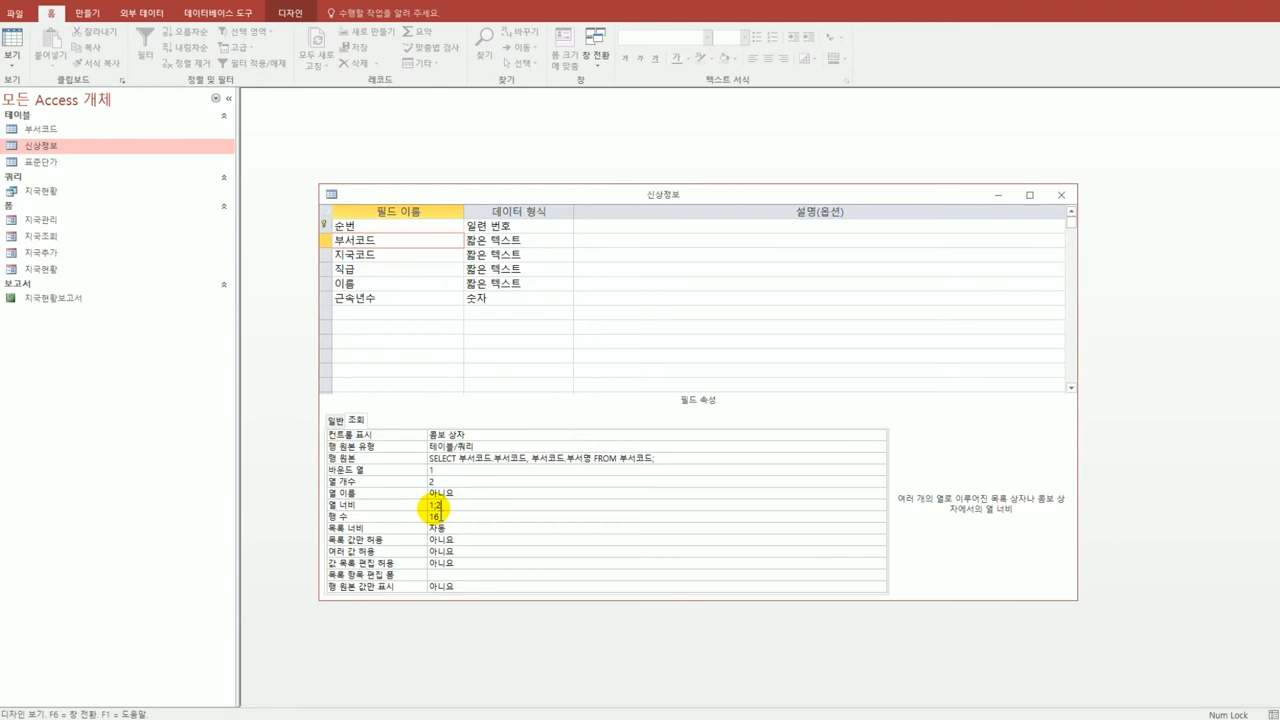 파일 홈 만들기 외부 데이터 데이터베이스 도구 디자인 수행할 작업을 알려 주세요.
보기
붙여넣기
잘라내기
복사
서식 복사
필터
오름차순
내림차순
정렬 제거
선택 영역
고급
필터 적용/해제
모두 새로 고침
새로 만들기
저장
삭제
요약
맞춤법 검사
기타
찾기
바꾸기
이동
선택
폼 크기에 맞춤
창 전환
가 가 가 가
보기 클립보드 정렬 및 필터 레코드 찾기 창 텍스트 서식
모든 Access 개체
테이블
부서코드
신상정보
표준단가
쿼리
지국현황
폼
지국관리
지국조회
지국추가
지국현황
보고서
지국현황보고서
신상정보
필드 이름 데이터 형식 설명(옵션)
순번 일련 번호
부서코드 짧은 텍스트
지국코드 짧은 텍스트
직급 짧은 텍스트
이름 짧은 텍스트
근속년수 숫자
필드 속성
일반 조회
컨트롤 표시 콤보 상자
행 원본 유형 테이블/쿼리
행 원본 SELECT 부서코드.부서코드, 부서코드.부서명 FROM 부서코드;
바운드 열 1
열 개수 2
열 이름 아니요
열 너비 1;2
행 수 16
목록 너비 자동
목록 값만 허용 아니요
여러 값 허용 아니요
값 목록 편집 허용 아니요
목록 항목 편집 폼
행 원본 값만 표시 아니요
여러 개의 열로 이루어진 목록 상자나 콤보 상
자에서의 열 너비
디자인 보기. F6 = 창 전환. F1 = 도움말.
Num Lock